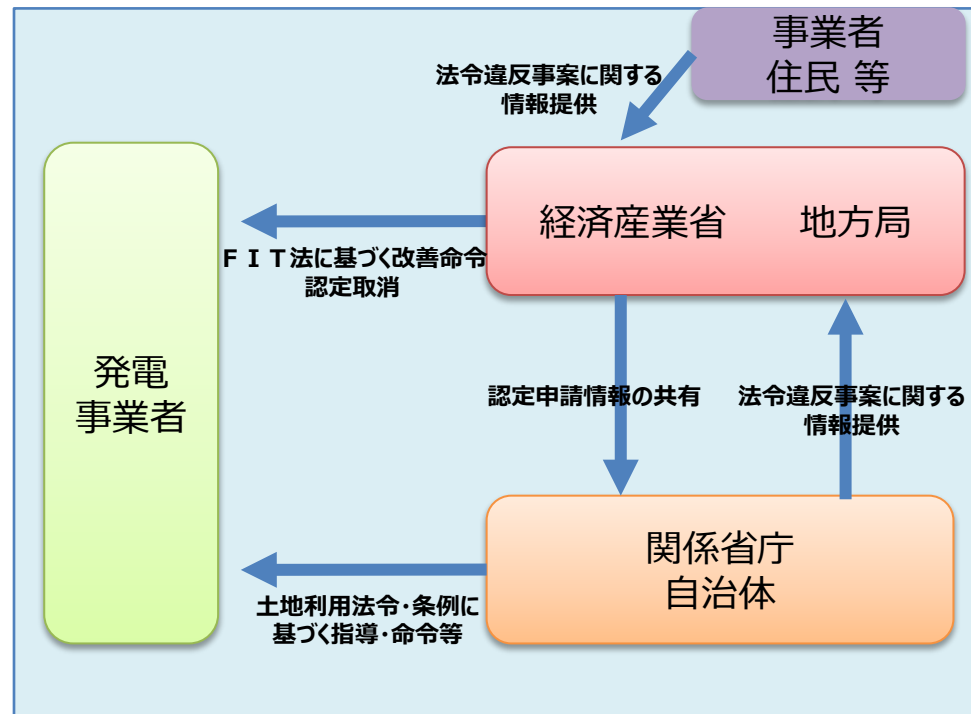 事業者
住民 等
法令違反事案に関する
情報提供
経済産業省 地方局
ＦＩＴ法に基づく改善命令
認定取消
発電
事業者
認定申請情報の共有
法令違反事案に関する
情報提供
関係省庁
自治体
土地利用法令・条例に
基づく指導・命令等